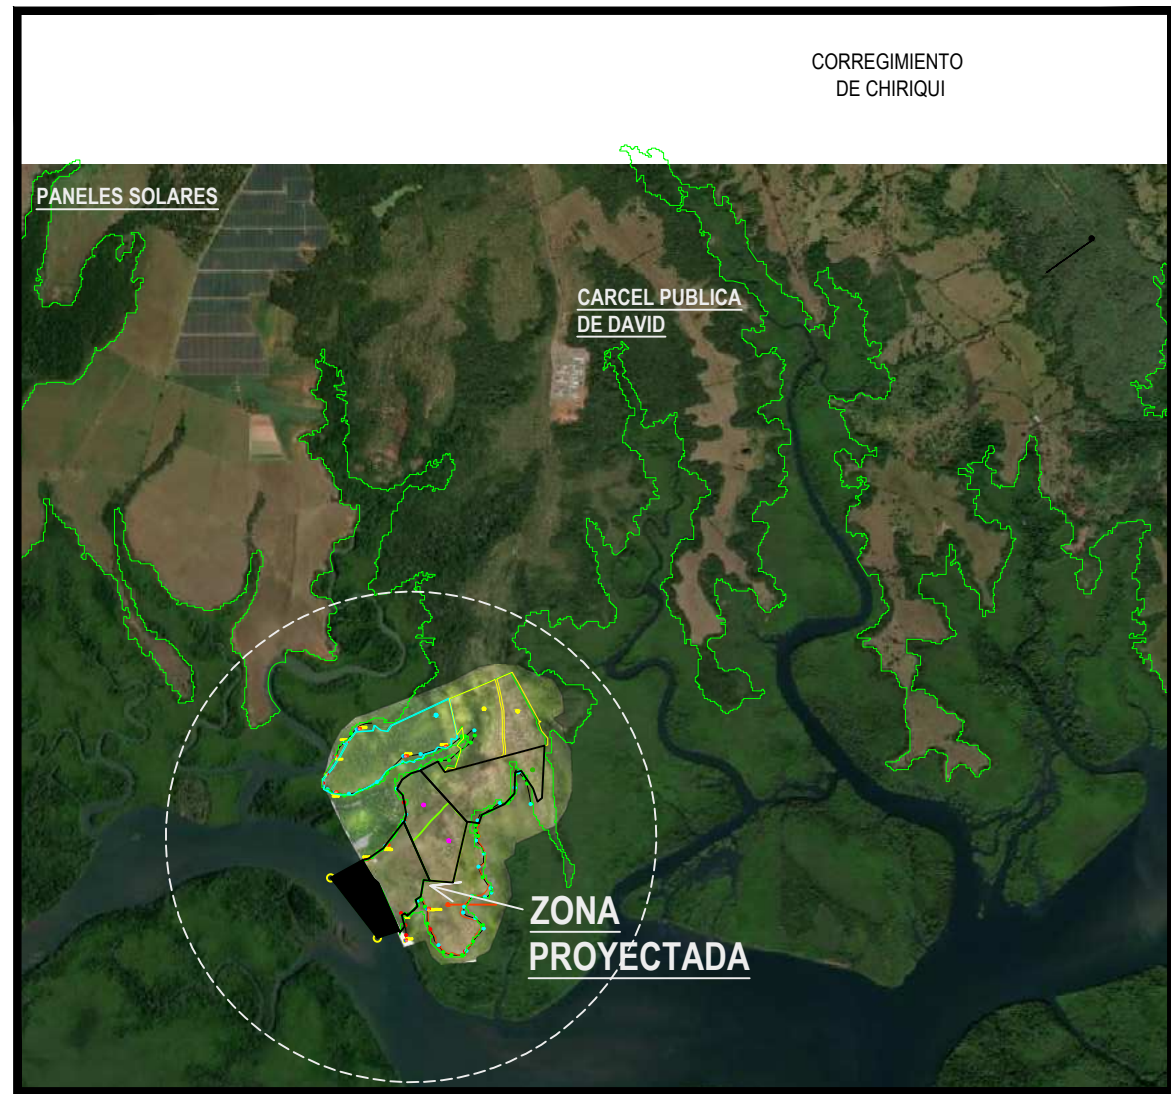 CORREGIMIENTO
DE CHIRIQUI
PANELES SOLARES
CARCEL PUBLICA
DE DAVID
ZONA
PROYECTADA